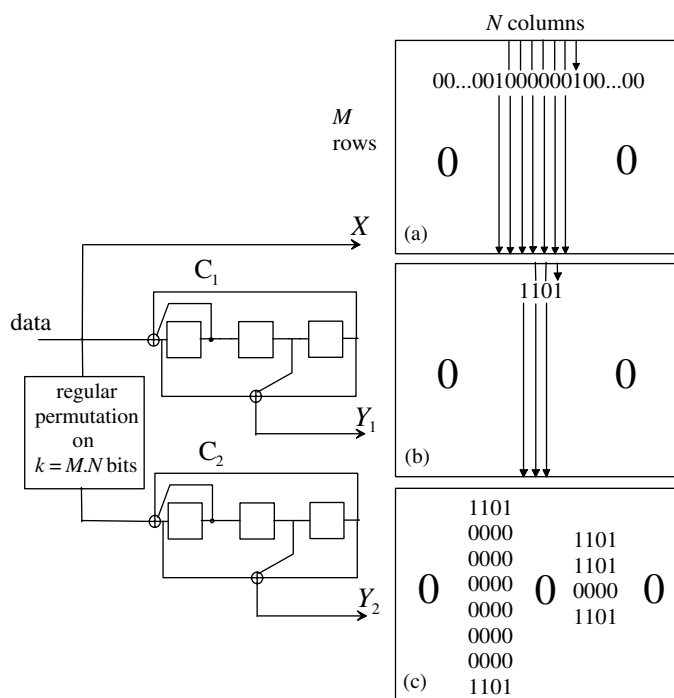 N columns
00...001000000100...00
M
rows
0 0
(a)
X
C1
data
1101
0 0
regular
permutation
on
k = M.N bits
Y1
(b)
C2
1101
0000
0000
0000
0000
0000
0000
1101
1101
1101
0000
1101
0 0 0
Y2
(c)